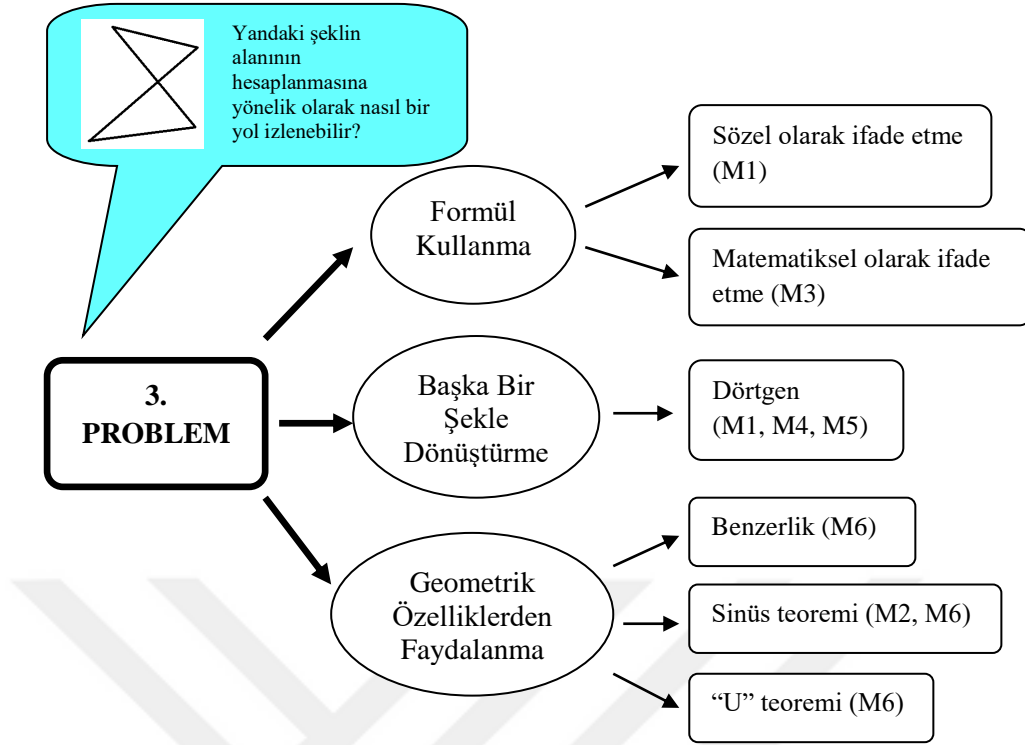 Yandaki şeklin
alanının
hesaplanmasına
yönelik olarak nasıl bir
yol izlenebilir?
3.
PROBLEM
Formül
Kullanma
Sözel olarak ifade etme
(M1)
Matematiksel olarak ifade
etme (M3)
Başka Bir
Şekle
Dönüştürme
Dörtgen
(M1, M4, M5)
Geometrik
Özelliklerden
Faydalanma
Benzerlik (M6)
Sinüs teoremi (M2, M6)
“U” teoremi (M6)